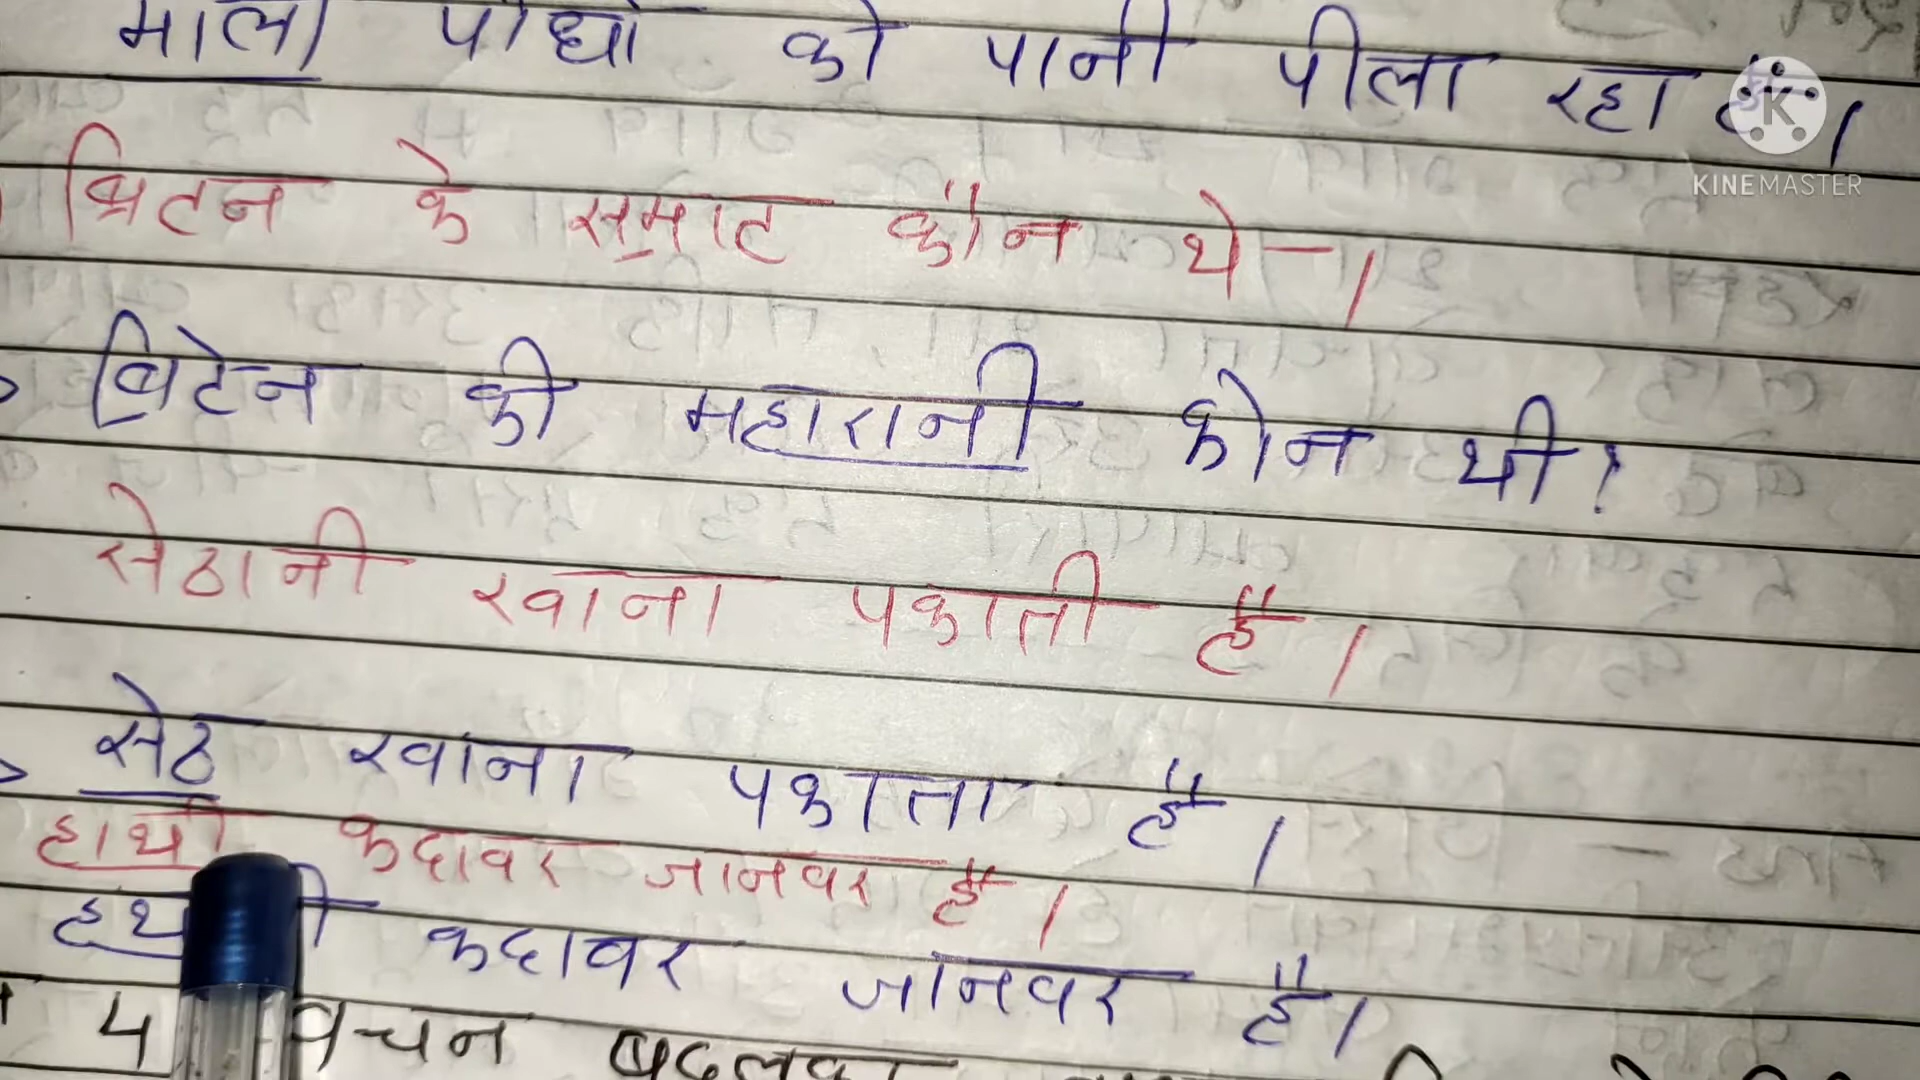 माली पौधों को पानी पीला रहा है।
ब्रिटन के सम्राट कौन थे-।
ब्रिटेन की महारानी कौन थी?
सेठानी खाना पकाती हैं।
सेठ खाना पकाता हैं।
हाथी कदावर जानवर हैं।
कदावर जानवर हैं।
4 वचन
K
KINEMASTER